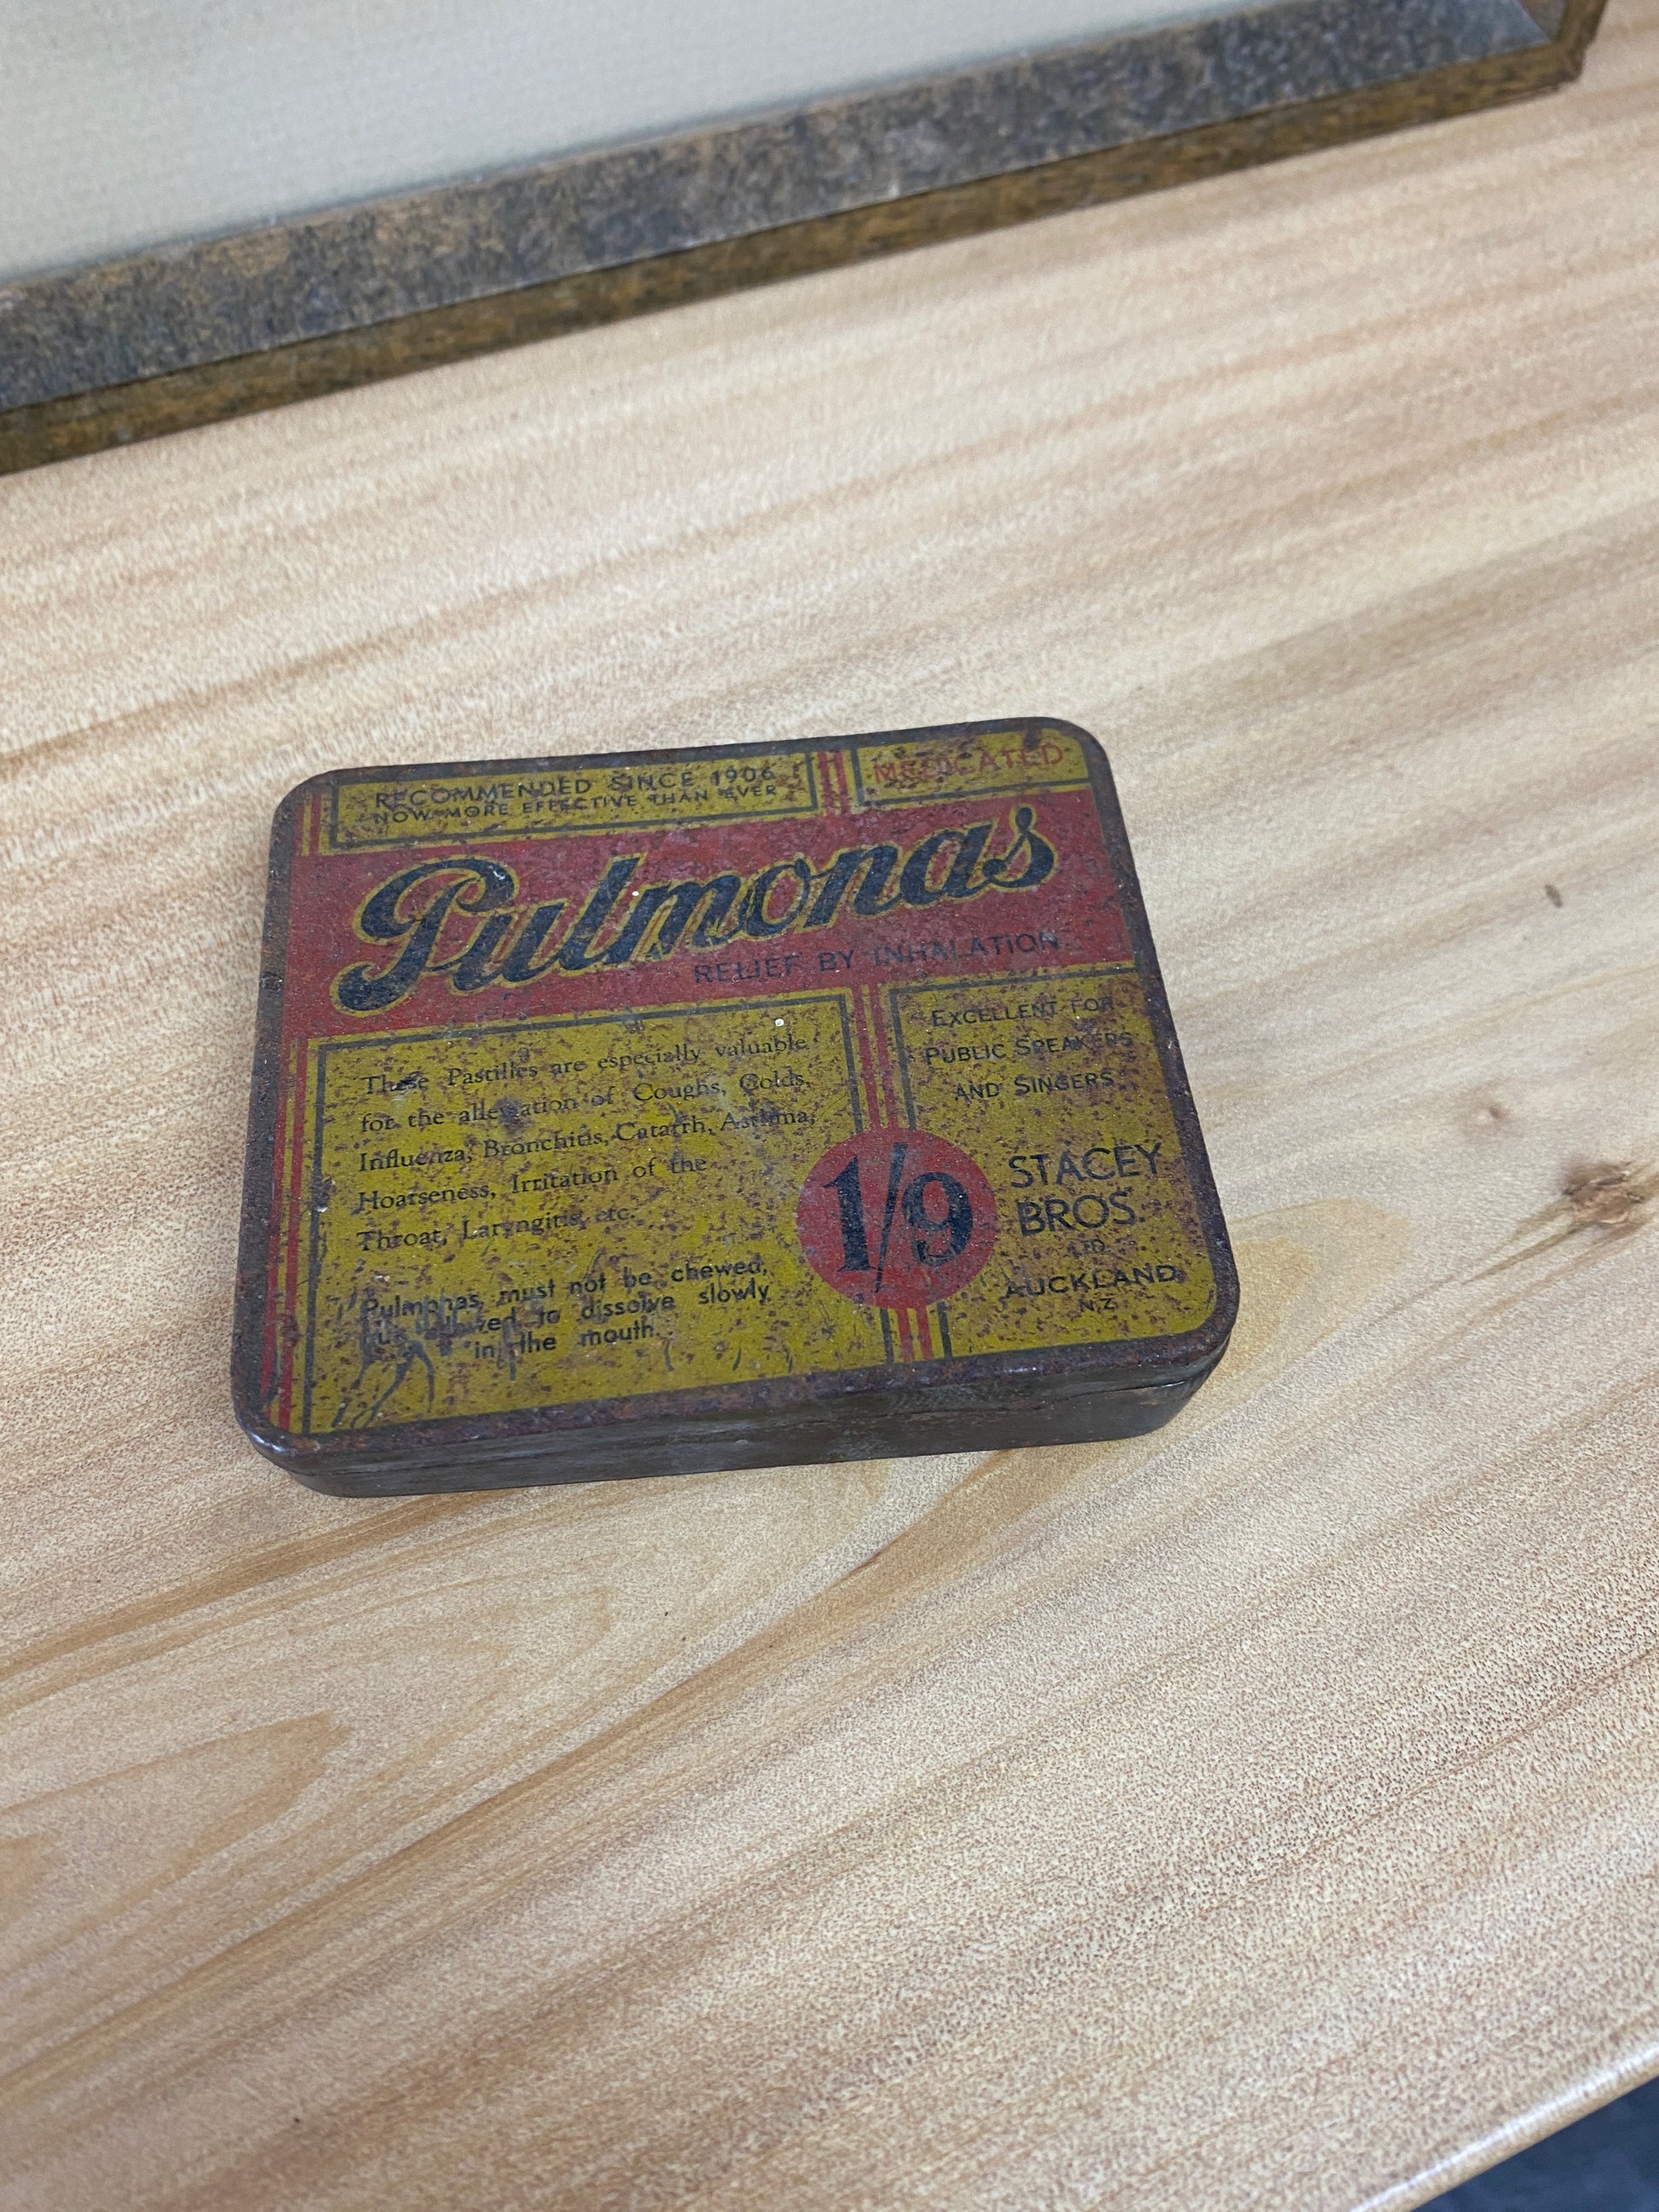 RECOMMENDED SINCE 1906
NOW MORE EFFECTIVE THAN EVER
MEDICATED
Pulmonas
RELIEF BY INHALATION
These Pastilles are especially valuable
for the alleviation of Coughs, Colds,
Influenza, Bronchitis, Catarrh, Asthma,
Hoarseness, Irritation of the
Throat, Laryngitis, etc.
Pulmonas must not be chewed,
to dissolve slowly
in the mouth.
EXCELLENT FOR
PUBLIC SPEAKERS
AND SINGERS
1/9
STACEY
BROS.
LTD.
AUCKLAND
N.Z.